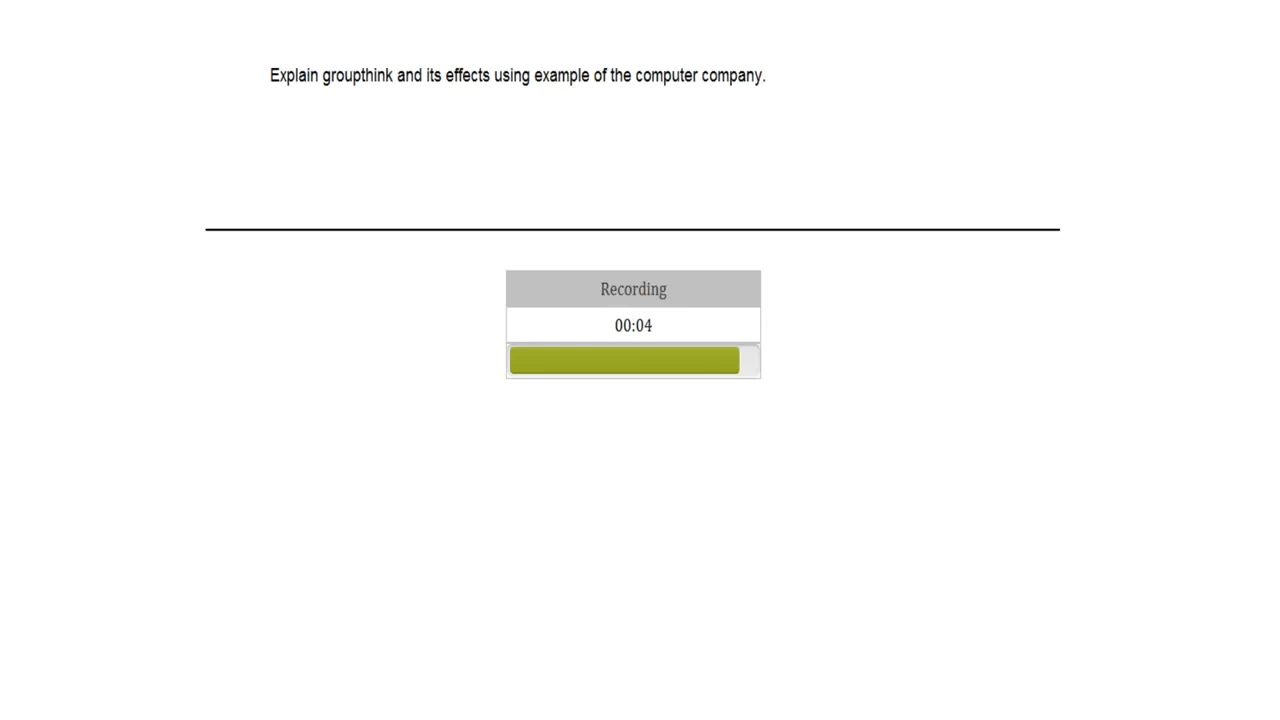 Explain groupthink and its effects using example of the computer company.
Recording
00:04